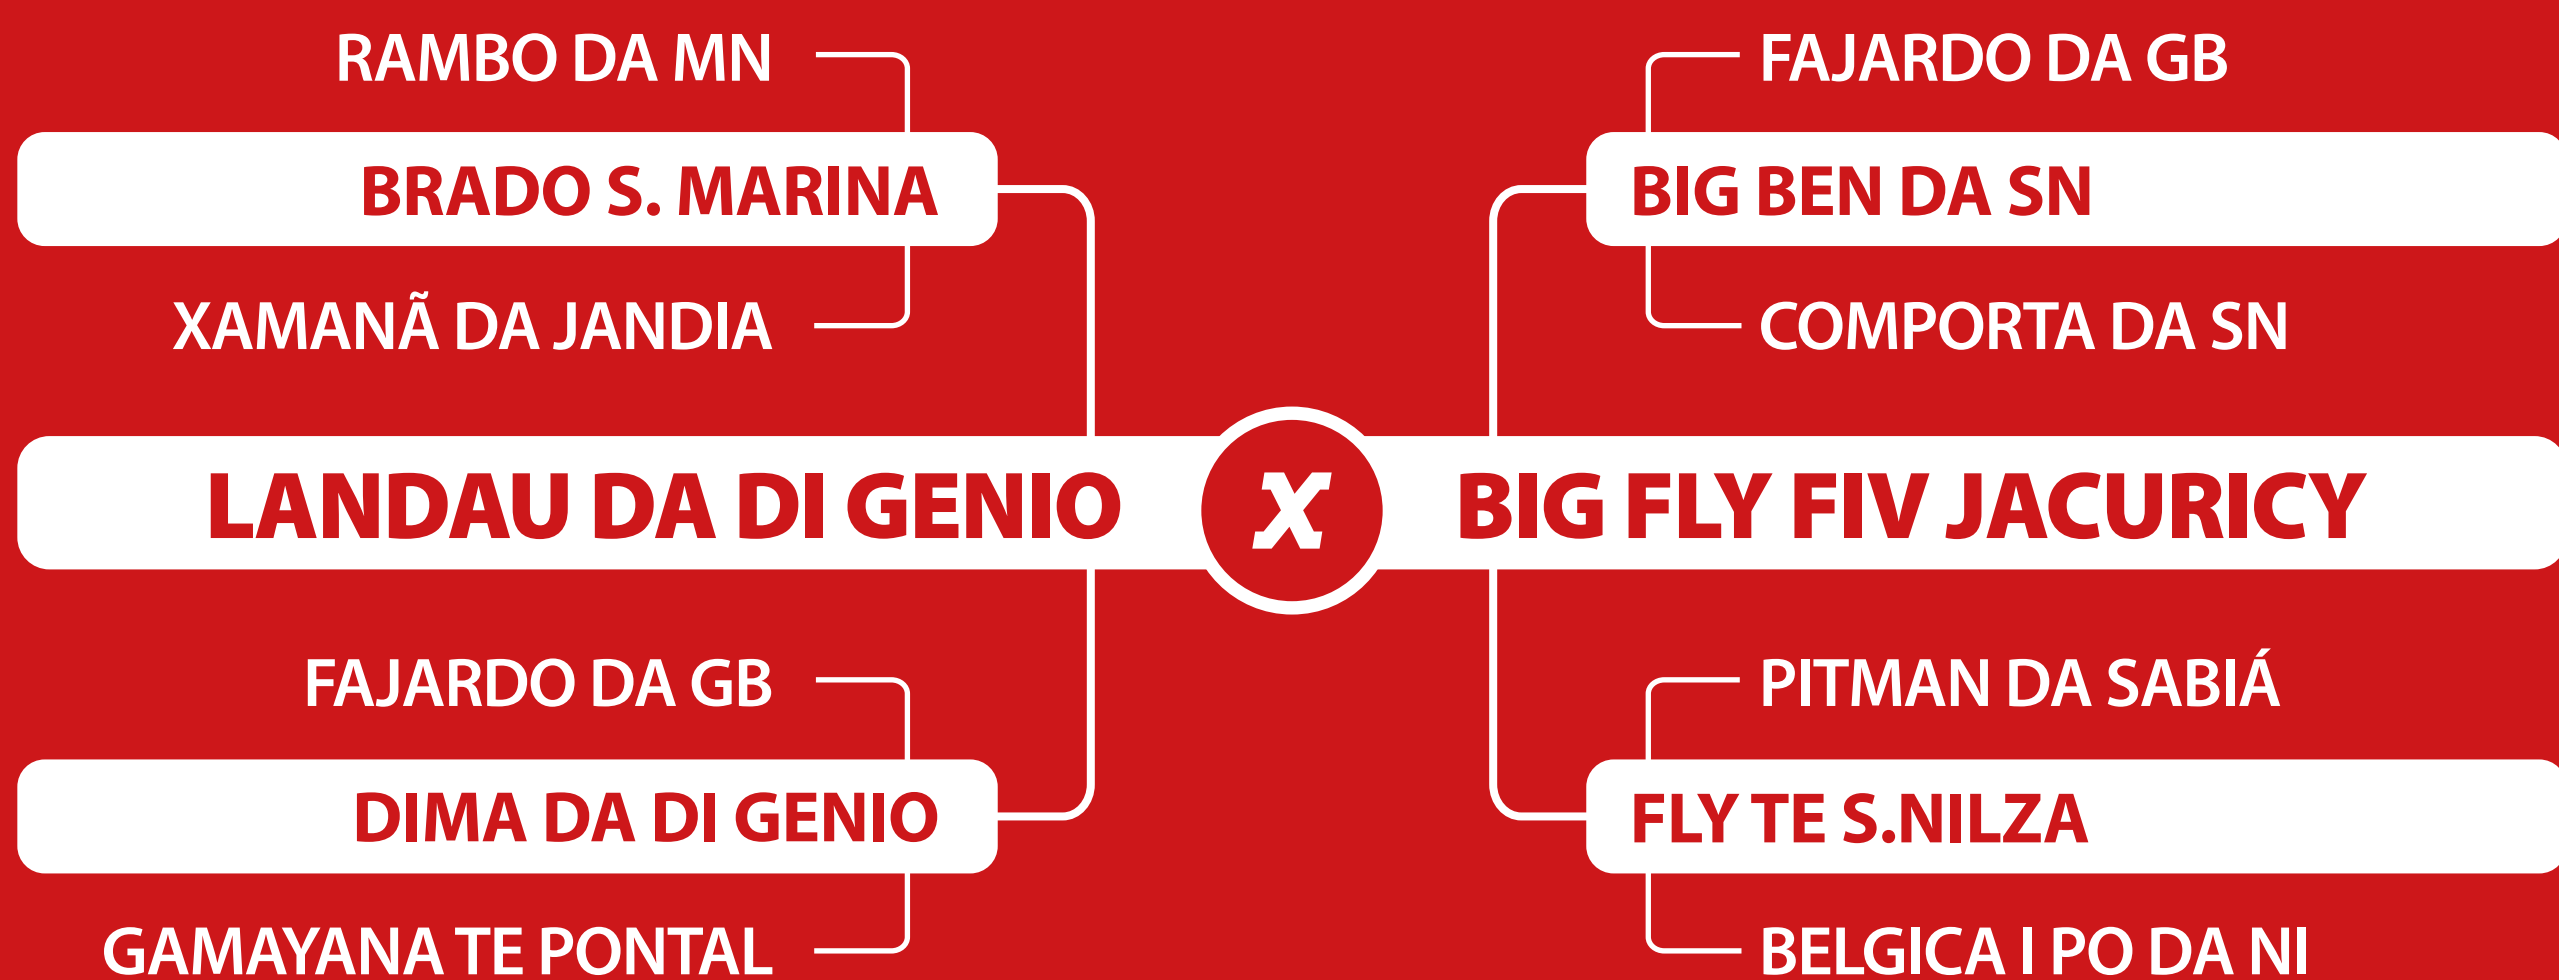 RAMBO DA MN
BRADO S. MARINA
XAMANÃ DA JANDIA
LANDAU DA DI GENIO
FAJARDO DA GB
DIMA DA DI GENIO
GAMAYANA TE PONTAL
X
FAJARDO DA GB
BIG BEN DA SN
COMPORTA DA SN
BIG FLY FIV JACURICY
PITMAN DA SABIÁ
FLY TE S.NILZA
BELGICA I PO DA NI